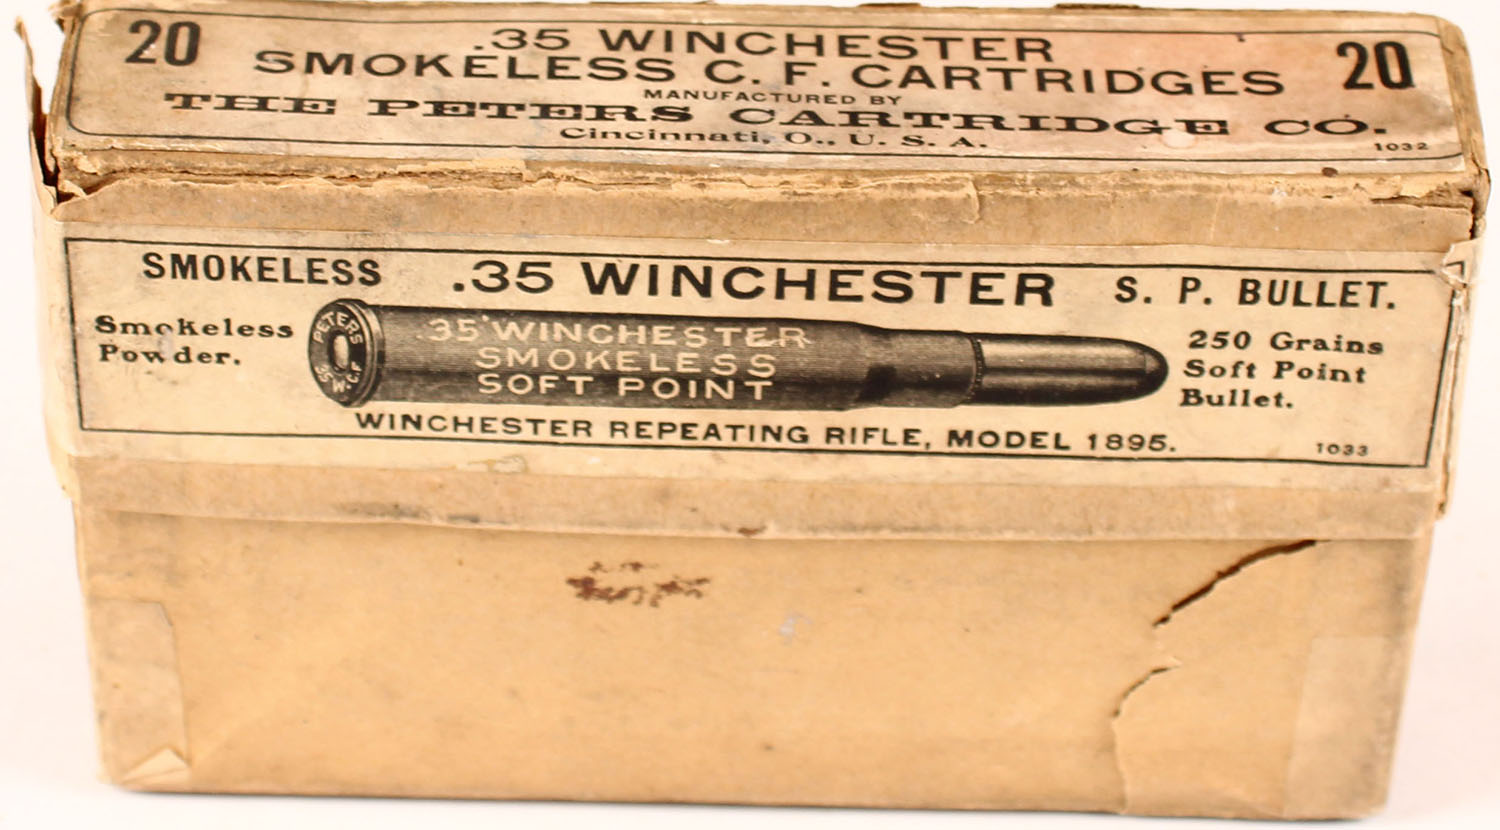 20 .35 WINCHESTER 20
SMOKELESS C. F. CARTRIDGES
MANUFACTURED BY
THE PETERS CARTRIDGE CO.
Cincinnati, O., U. S. A.
1032
SMOKELESS .35 WINCHESTER S. P. BULLET.
Smokeless
Powder.
PETERS
35 W.C.F
.35 WINCHESTER
SMOKELESS
SOFT POINT
250 Grains
Soft Point
Bullet.
WINCHESTER REPEATING RIFLE, MODEL 1895.
1033